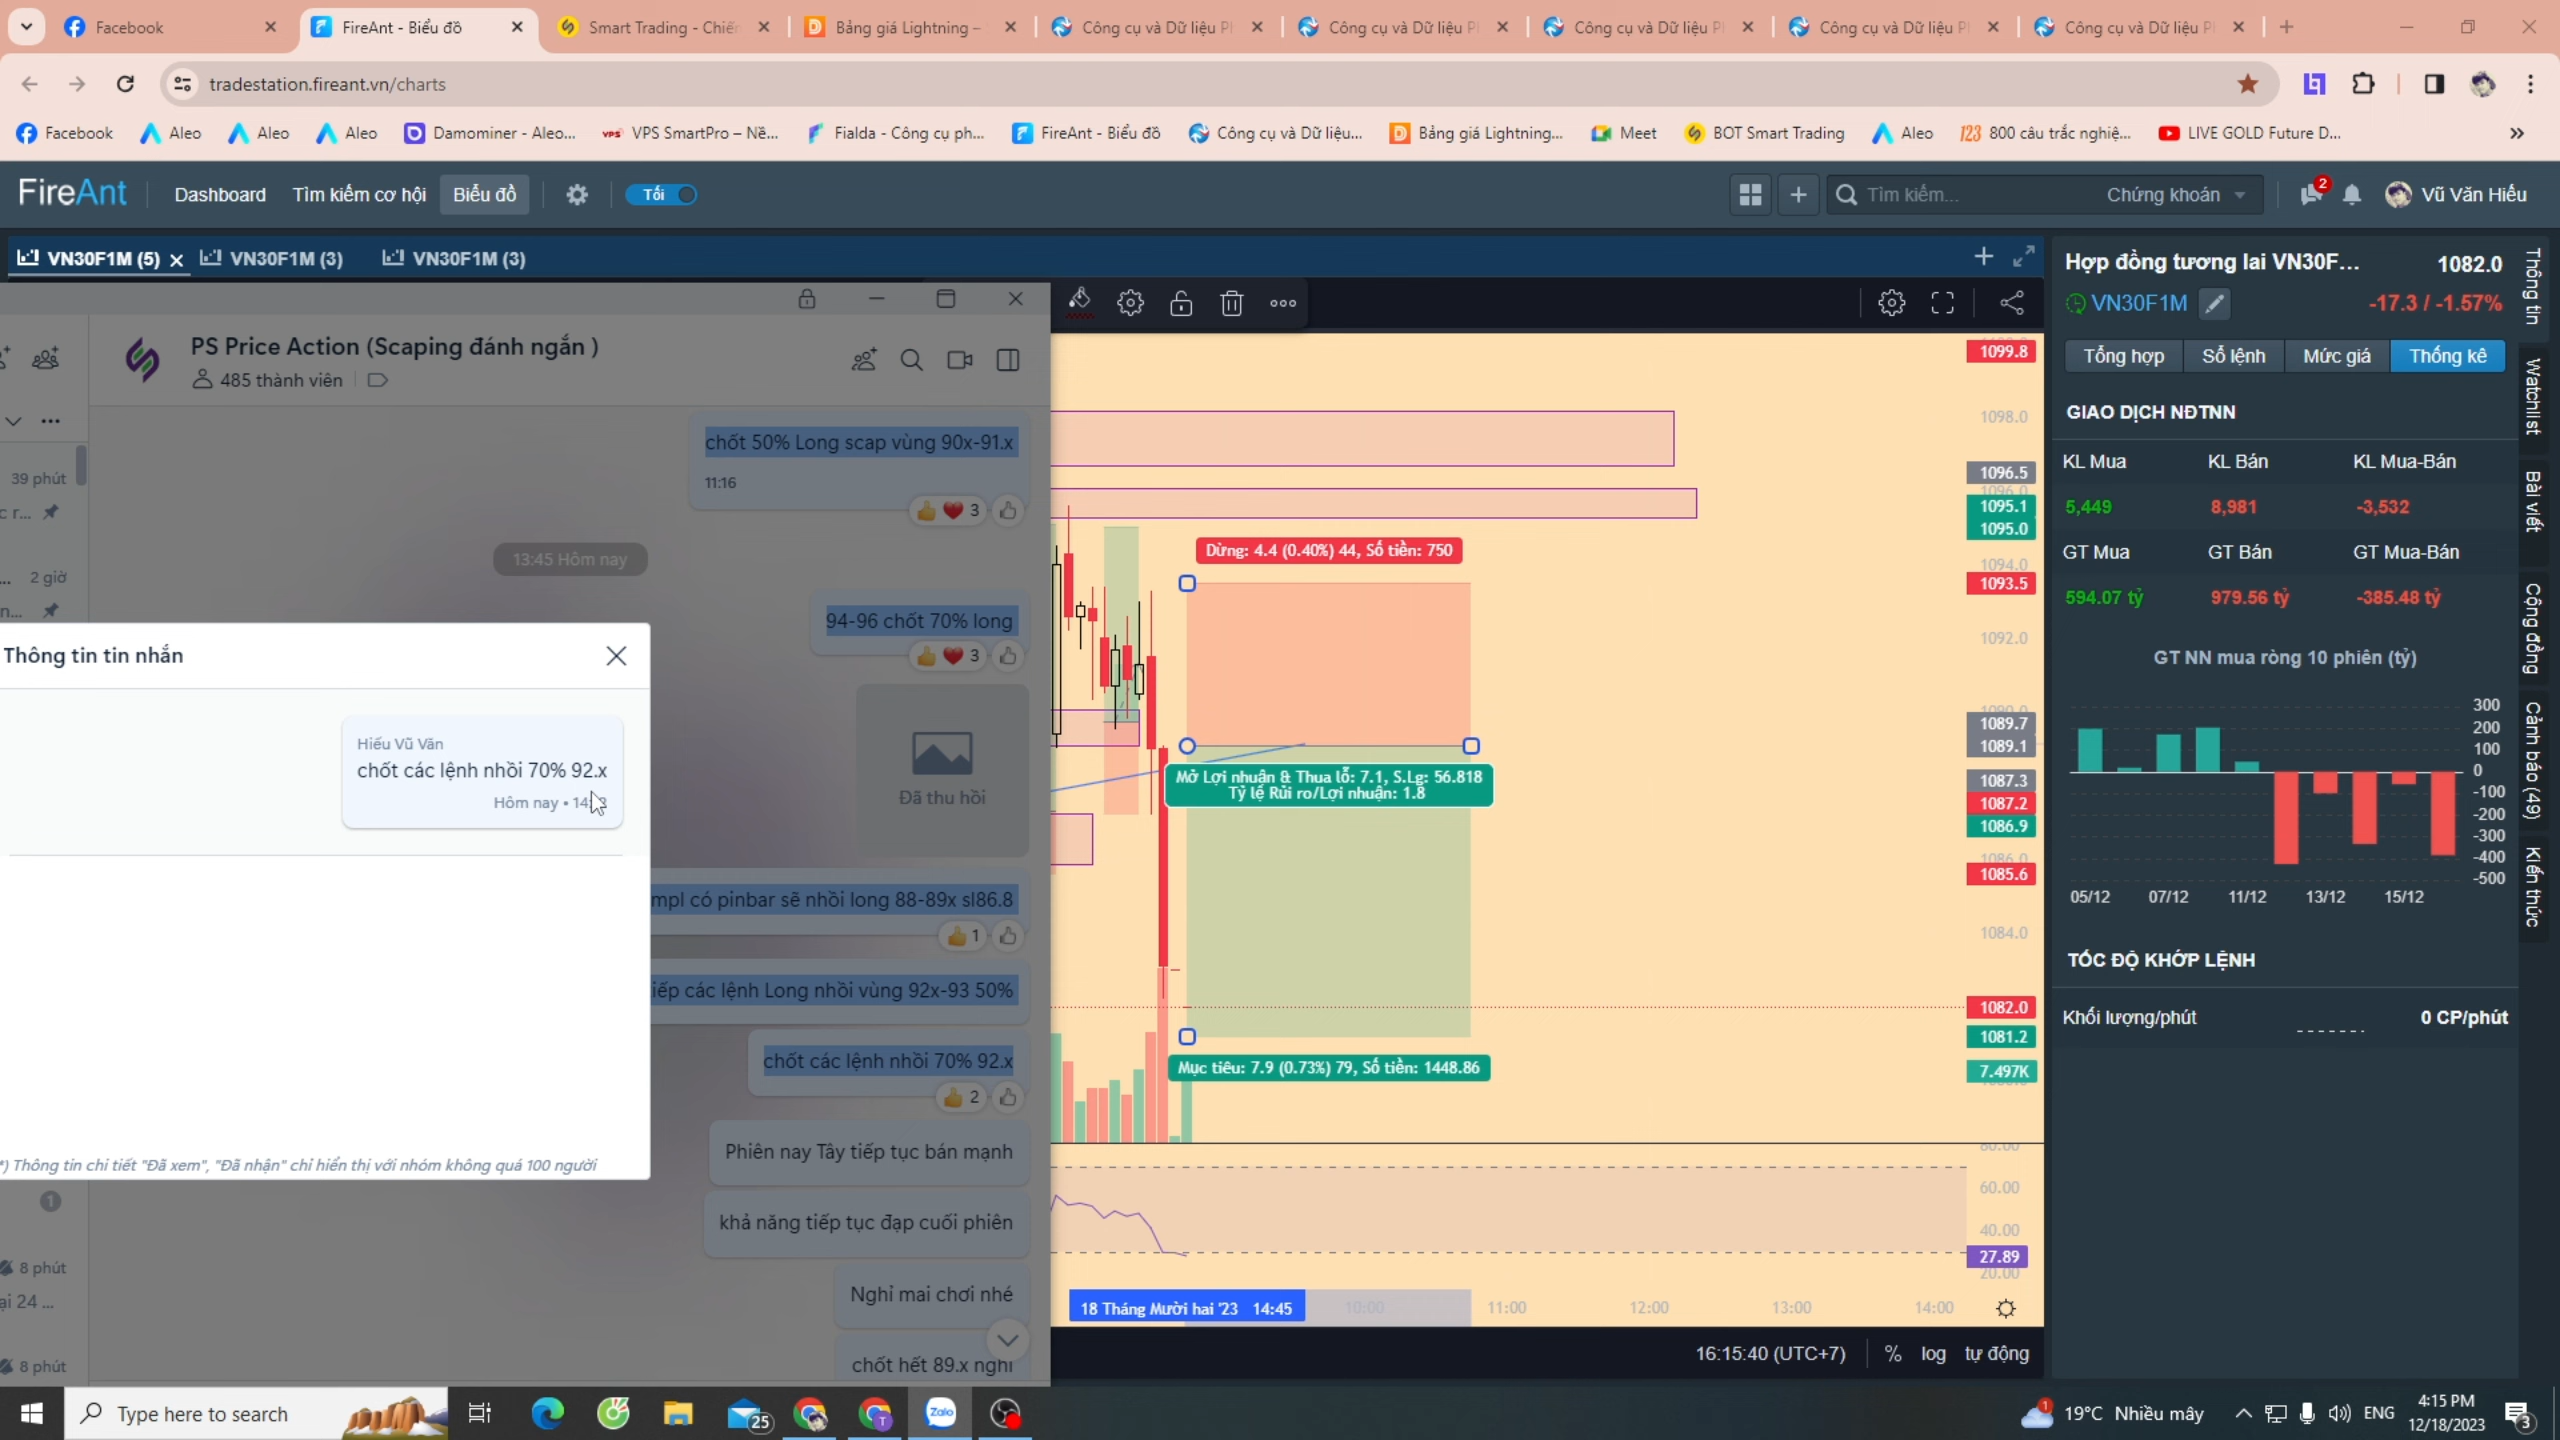 Facebook
FireAnt - Biểu đồ
Smart Trading - Chiế
Bảng giá Lightning –
Công cụ và Dữ liệu P
Công cụ và Dữ liệu P
Công cụ và Dữ liệu P
Công cụ và Dữ liệu P
Công cụ và Dữ liệu P
tradestation.fireant.vn/charts
Facebook
Aleo
Aleo
Aleo
Damominer - Aleo...
VPS SmartPro – Nề...
Fialda - Công cụ ph...
FireAnt - Biểu đồ
Công cụ và Dữ liệu...
Bảng giá Lightning...
Meet
BOT Smart Trading
Aleo
123 800 câu trắc nghiệ...
LIVE GOLD Future D...
FireAnt
Dashboard
Tìm kiếm cơ hội
Biểu đồ
Tối
Tìm kiếm...
Chứng khoán
2
Vũ Văn Hiếu
VN30F1M (5)
VN30F1M (3)
VN30F1M (3)
PS Price Action (Scaping đánh ngắn )
485 thành viên
39 phút
c r...
2 giờ
n...
chốt 50% Long scap vùng 90x-91.x
11:16
3
13:45 Hôm nay
94-96 chốt 70% long
3
Đã thu hồi
mpl có pinbar sẽ nhồi long 88-89x sl86.8
1
iếp các lệnh Long nhồi vùng 92x-93 50%
chốt các lệnh nhồi 70% 92.x
2
Phiên nay Tây tiếp tục bán mạnh
khả năng tiếp tục đạp cuối phiên
Nghỉ mai chơi nhé
chốt hết 89.x nghỉ
Thông tin tin nhắn
Hiếu Vũ Văn
chốt các lệnh nhồi 70% 92.x
Hôm nay •
*) Thông tin chi tiết "Đã xem", "Đã nhận" chỉ hiển thị với nhóm không quá 100 người
1
8 phút
ại 24 ...
8 phút
Dừng: 4.4 (0.40%) 44, Số tiền: 750
Mở Lợi nhuận & Thua lỗ: 7.1, S.Lg: 56.818
Tỷ lệ Rủi ro/Lợi nhuận: 1.8
Mục tiêu: 7.9 (0.73%) 79, Số tiền: 1448.86
1099.8
1098.0
1096.5
1095.1
1095.0
1094.0
1093.5
1092.0
1089.7
1089.1
1087.3
1087.2
1086.9
1086.0
1085.6
1084.0
1082.0
1081.2
7.497K
80.00
60.00
40.00
27.89
20.00
18 Tháng Mười hai '23 14:45
10:00
11:00
12:00
13:00
14:00
16:15:40 (UTC+7)
%
log
tự động
Hợp đồng tương lai VN30F...
1082.0
VN30F1M
-17.3 / -1.57%
Tổng hợp
Sổ lệnh
Mức giá
Thống kê
GIAO DỊCH NĐTNN
KL Mua
KL Bán
KL Mua-Bán
5,449
8,981
-3,532
GT Mua
GT Bán
GT Mua-Bán
594.07 tỷ
979.56 tỷ
-385.48 tỷ
GT NN mua ròng 10 phiên (tỷ)
300
200
100
0
-100
-200
-300
-400
-500
05/12
07/12
11/12
13/12
15/12
TỐC ĐỘ KHỚP LỆNH
Khối lượng/phút
0 CP/phút
Thông tin
Watchlist
Bài viết
Cộng đồng
Cảnh báo (49)
Kiến thức
Type here to search
25
Zalo
1
19°C Nhiều mây
ENG
4:15 PM
12/18/2023
3